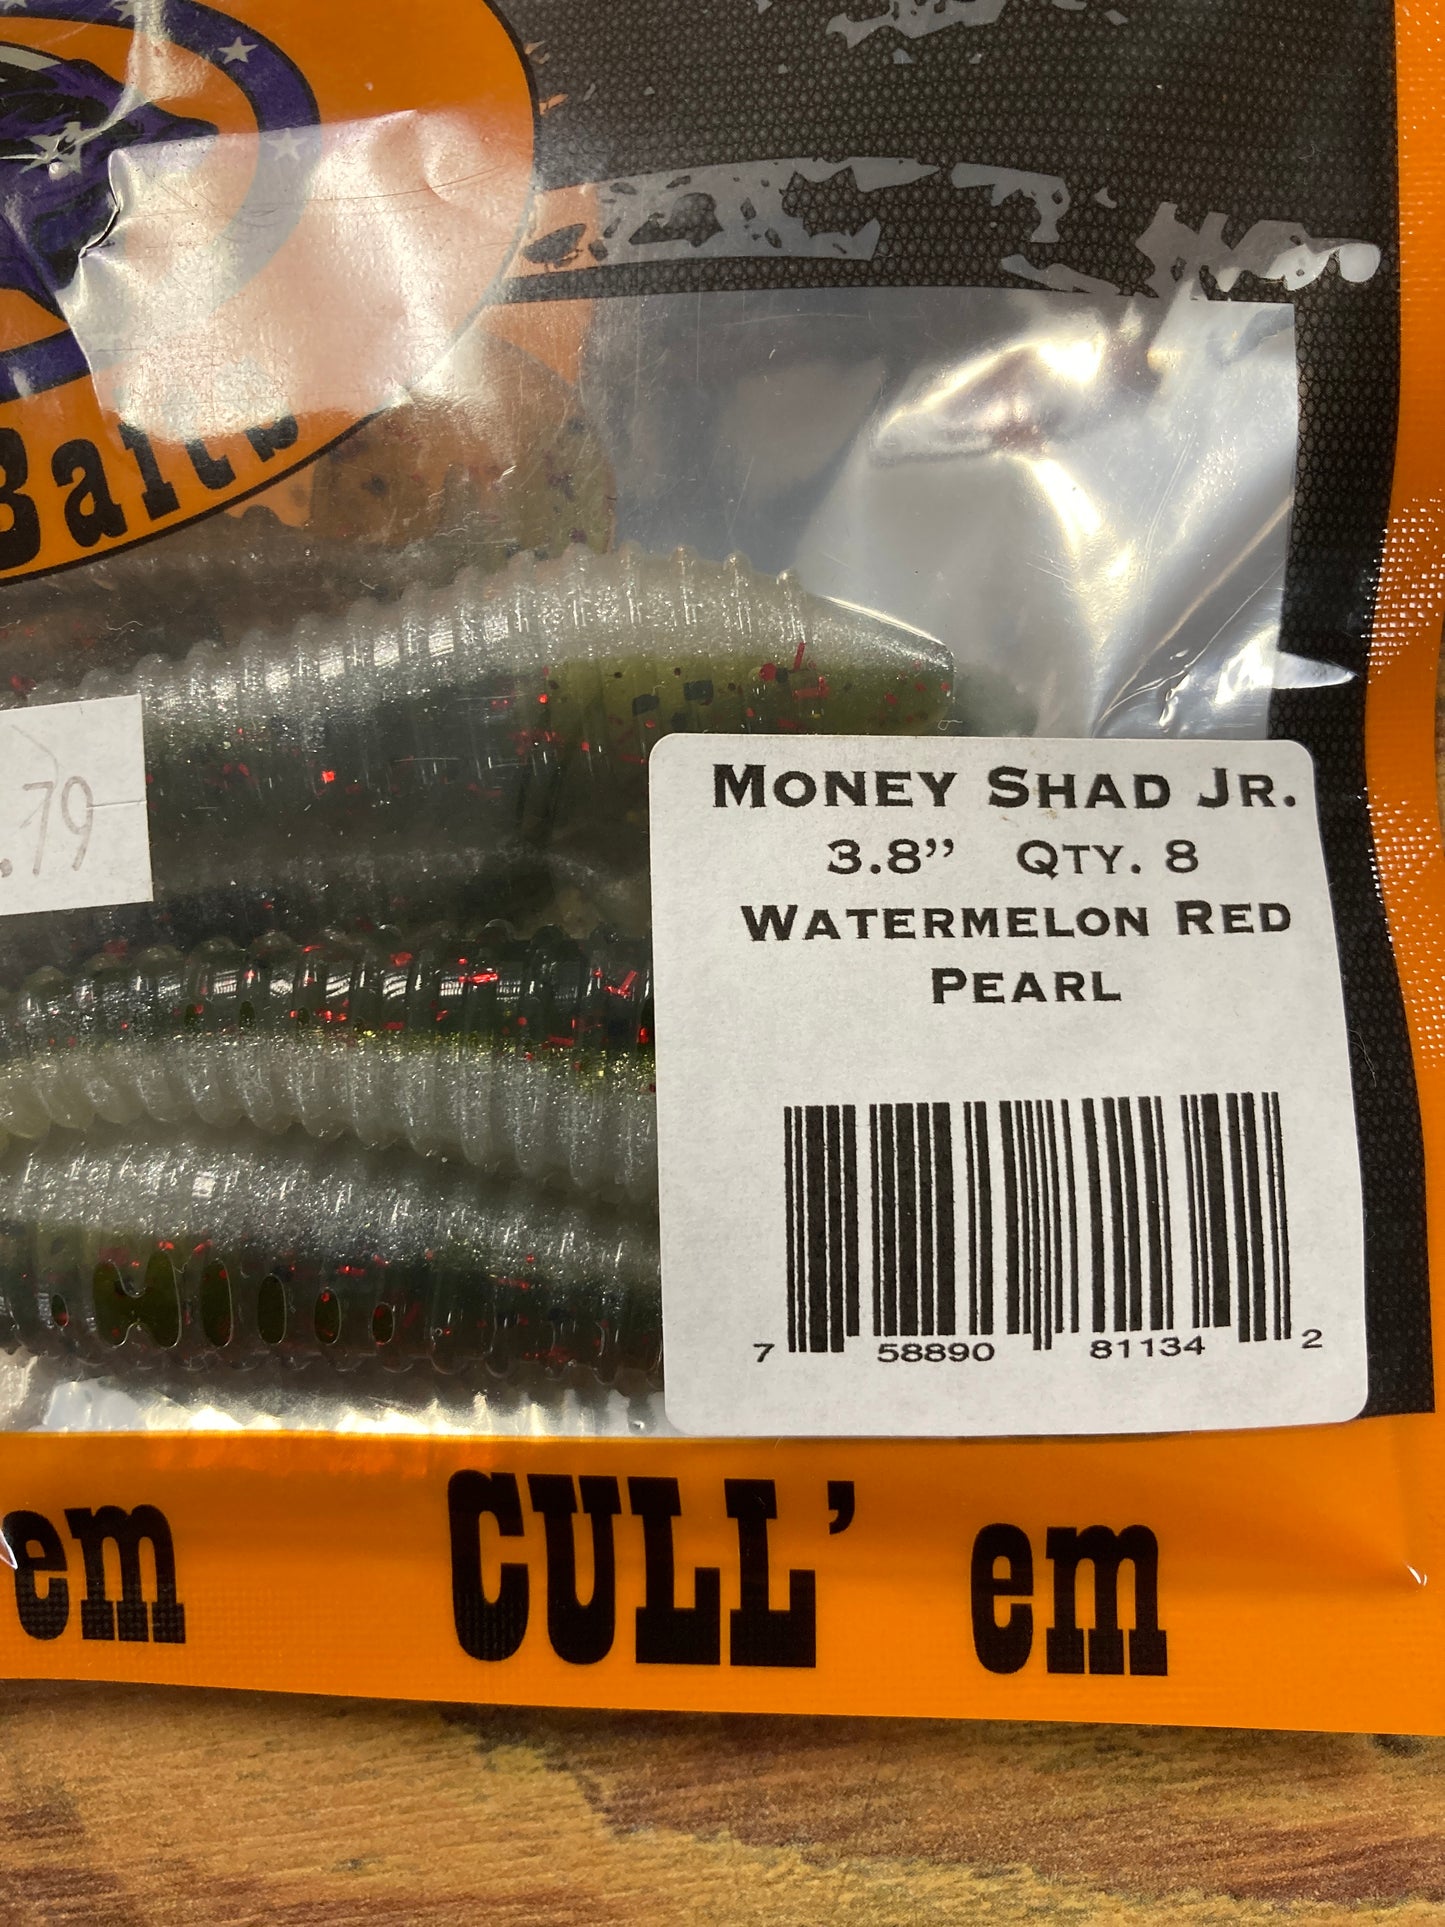 Baits
.79
MONEY SHAD JR.
3.8” QTY. 8
WATERMELON RED
PEARL
7 58890 81134 2
em CULL’ em